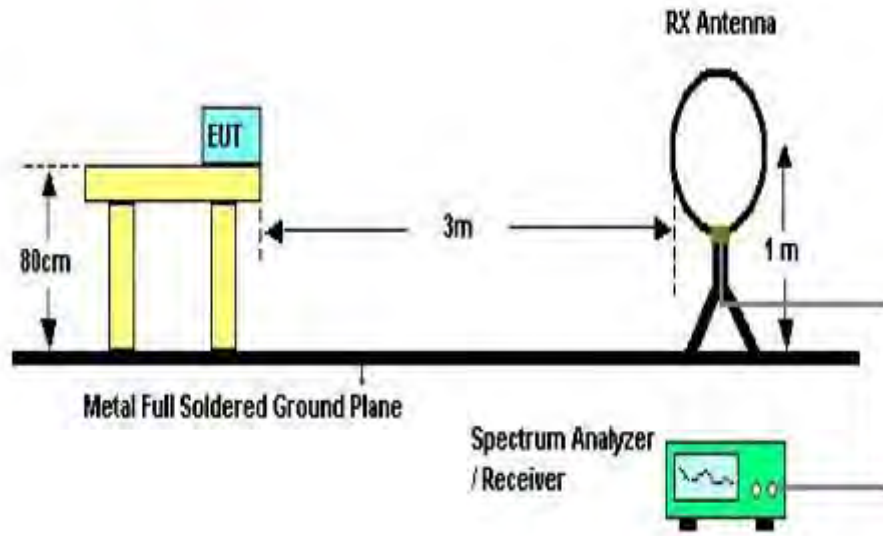 RX Antenna
EUT
3m
80cm
1 m
Metal Full Soldered Ground Plane
Spectrum Analyzer
/ Receiver